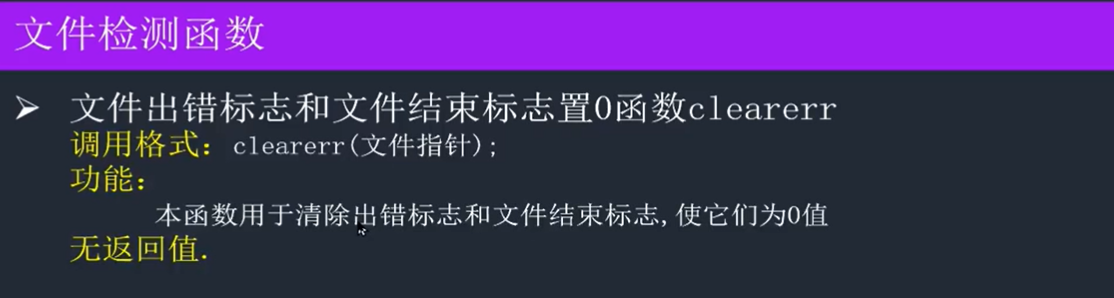 文件检测函数
➢ 文件出错标志和文件结束标志置0函数clearerr
调用格式：clearerr(文件指针);
功能：
本函数用于清除出错标志和文件结束标志,使它们为0值
无返回值.